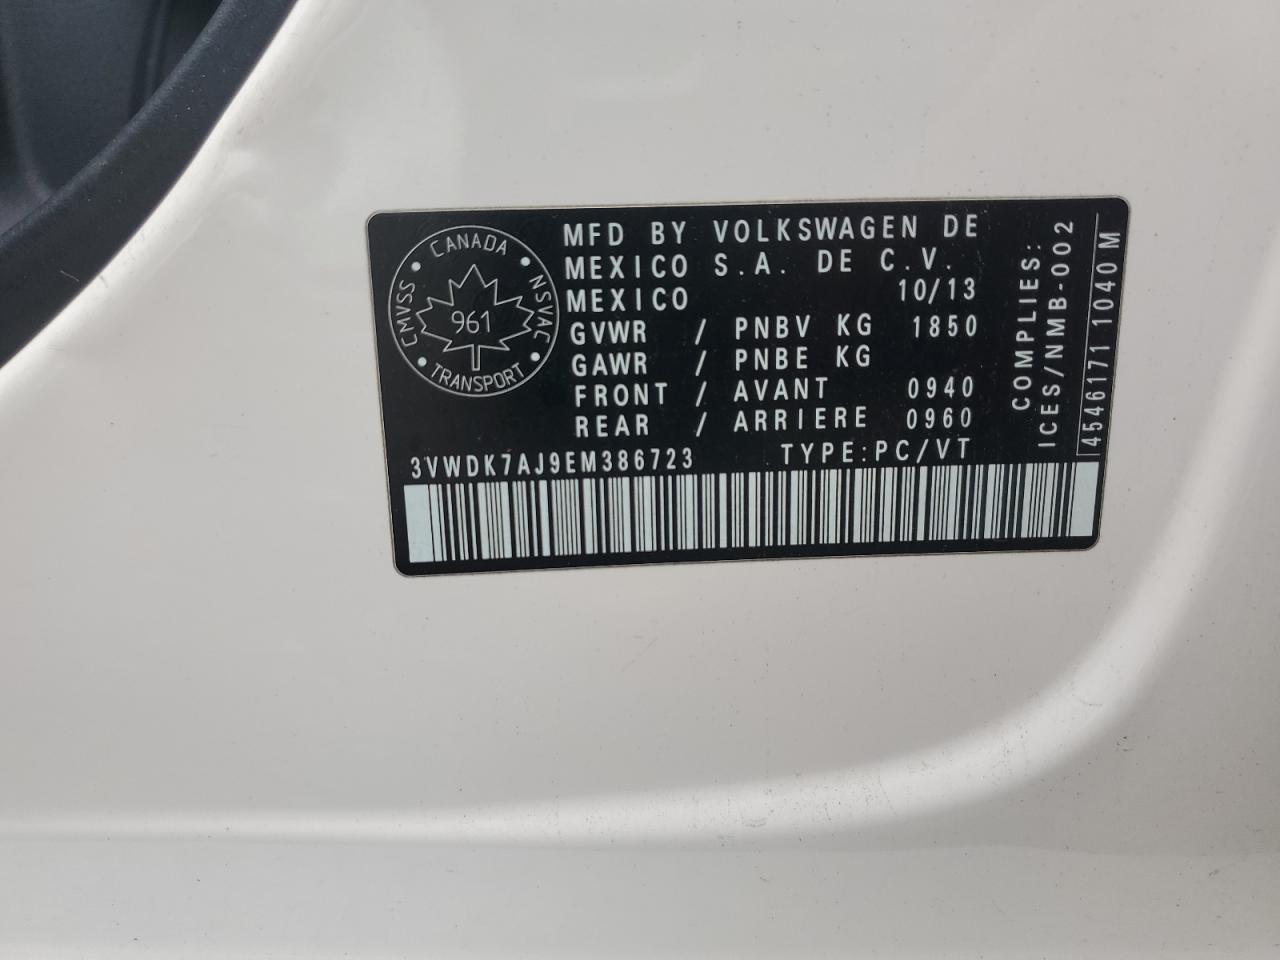 CANADA
CMVSS
NSVAC
961
TRANSPORT
MFD BY VOLKSWAGEN DE
MEXICO S.A. DE C.V.
MEXICO 10/13
GVWR / PNBV KG 1850
GAWR / PNBE KG
FRONT / AVANT 0940
REAR / ARRIERE 0960
3VWDK7AJ9EM386723 TYPE:PC/VT
COMPLIES:
ICES/NMB-002
4546171 1040M